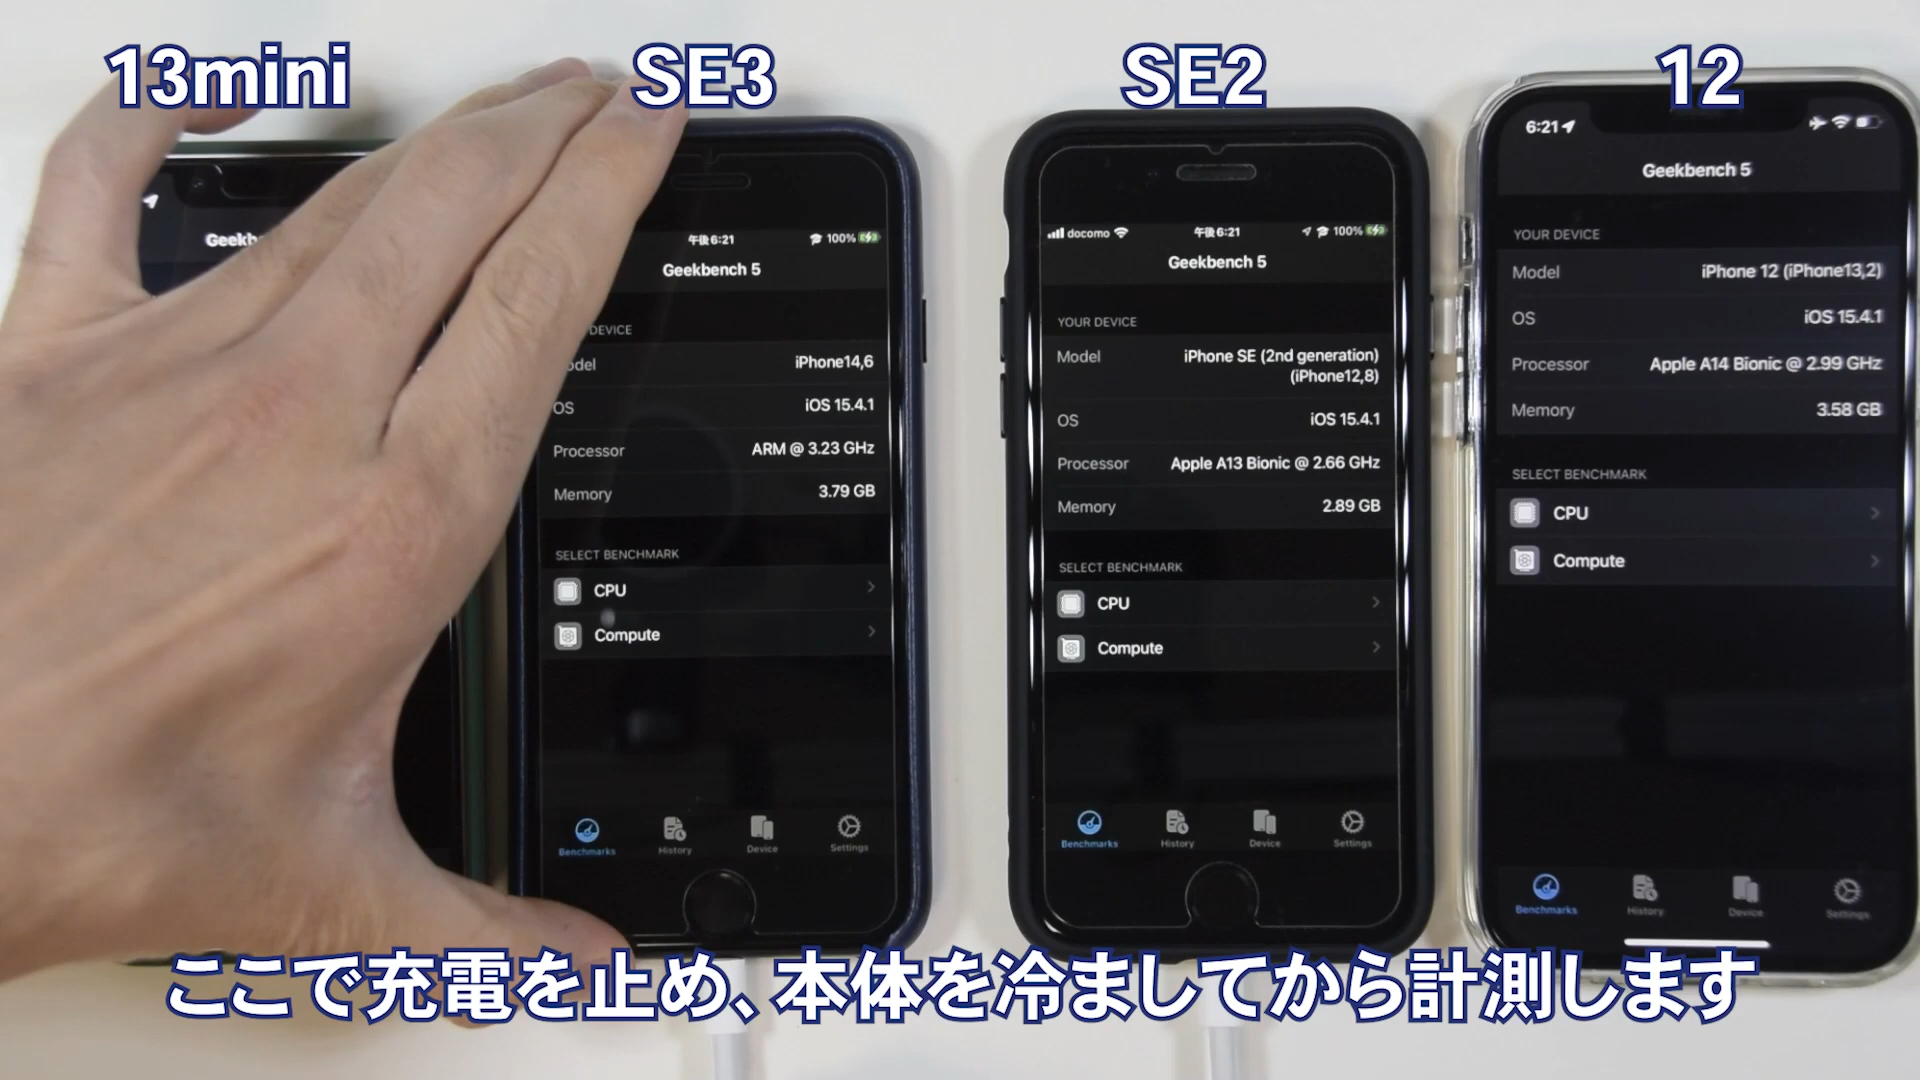 13mini
SE3
SE2
12
Geekb
午後6:21
100%
Geekbench 5
DEVICE
odel
iPhone14,6
OS
iOS 15.4.1
Processor
ARM @ 3.23 GHz
Memory
3.79 GB
SELECT BENCHMARK
CPU
Compute
Benchmarks
History
Device
Settings
docomo
午後6:21
100%
Geekbench 5
YOUR DEVICE
Model
iPhone SE (2nd generation)
(iPhone12,8)
OS
iOS 15.4.1
Processor
Apple A13 Bionic @ 2.66 GHz
Memory
2.89 GB
SELECT BENCHMARK
CPU
Compute
Benchmarks
History
Device
Settings
6:21
Geekbench 5
YOUR DEVICE
Model
iPhone 12 (iPhone13,2)
OS
iOS 15.4.1
Processor
Apple A14 Bionic @ 2.99 GHz
Memory
3.58 GB
SELECT BENCHMARK
CPU
Compute
Benchmarks
History
Device
Settings
ここで充電を止め、本体を冷ましてから計測します